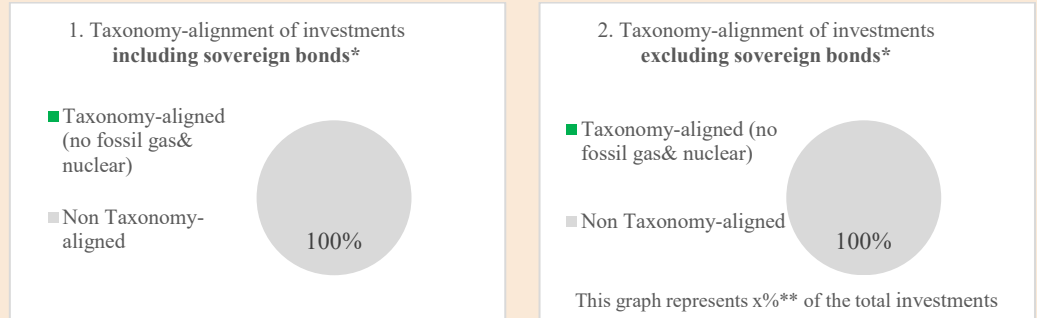 1. Taxonomy-alignment of investments
including sovereign bonds*
Taxonomy-aligned
(no fossil gas&
nuclear)
Non Taxonomy-
aligned
100%
2. Taxonomy-alignment of investments
excluding sovereign bonds*
Taxonomy-aligned (no
fossil gas& nuclear)
Non Taxonomy-aligned
100%
This graph represents x%** of the total investments